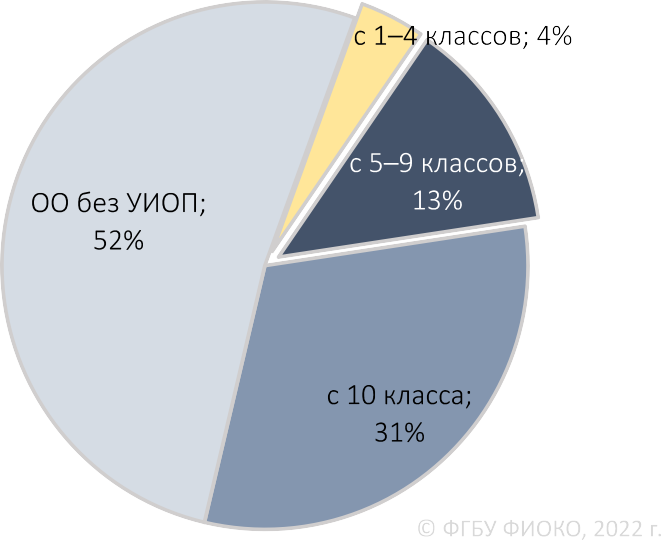 с 1–4 классов; 4%
с 5–9 классов;
13%
ОО без УИОП;
52%
с 10 класса;
31%
© ФГБУ ФИОКО, 2022 г.